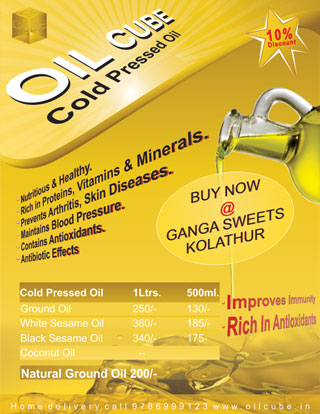 OIL CUBE
Cold Pressed Oil
10%
Discount
Nutritious & Healthy.
Rich in Proteins, Vitamins & Minerals.
Prevents Arthritis, Skin Diseases.
Maintains Blood Pressure.
Contains Antioxidants.
Antibiotic Effects
BUY NOW
@
GANGA SWEETS
KOLATHUR
Cold Pressed Oil 1Ltrs. 500ml.
Ground Oil 250/- 130/-
White Sesame Oil 360/- 185/-
Black Sesame Oil 340/- 175-
Coconut Oil --
Natural Ground Oil 200/-
Improves Immunity
Rich In Antioxidants
Home delivery call 9786999123 www.oilcube.in